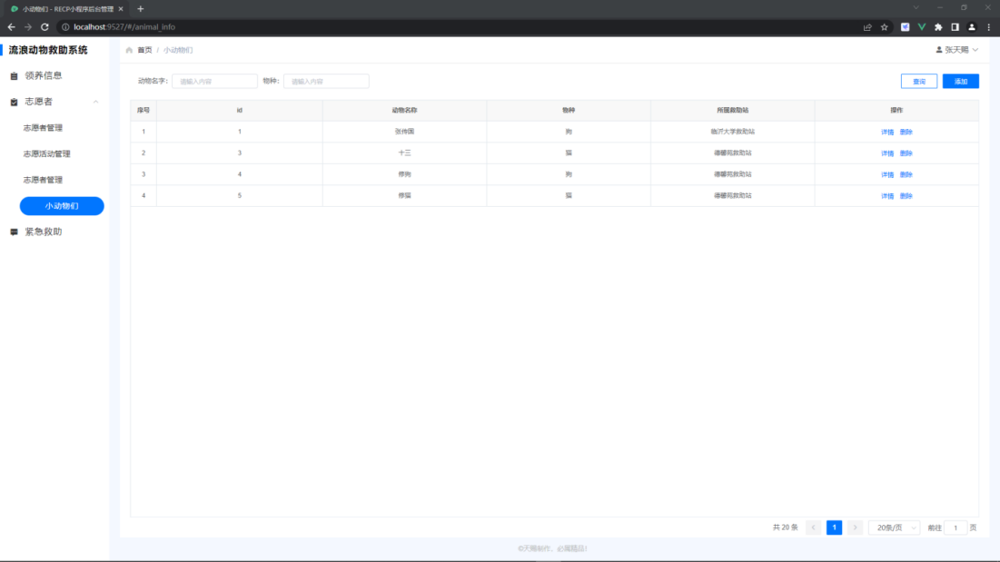 小动物们 - RECP小程序后台管理
localhost:9527/#/animal_info
流浪动物救助系统
首页 / 小动物们
张天赐
领养信息
志愿者
志愿者管理
志愿活动管理
志愿者管理
小动物们
紧急救助
动物名字: 请输入内容 物种: 请输入内容 查询 添加
序号 id 动物名称 物种 所属救助站 操作
1 1 张传国 狗 临沂大学救助站 详情 删除
2 3 十三 猫 德馨苑救助站 详情 删除
3 4 修狗 狗 德馨苑救助站 详情 删除
4 5 修猫 猫 德馨苑救助站 详情 删除
共 20 条 1 20条/页 前往 1 页
©天赐制作，必属精品！